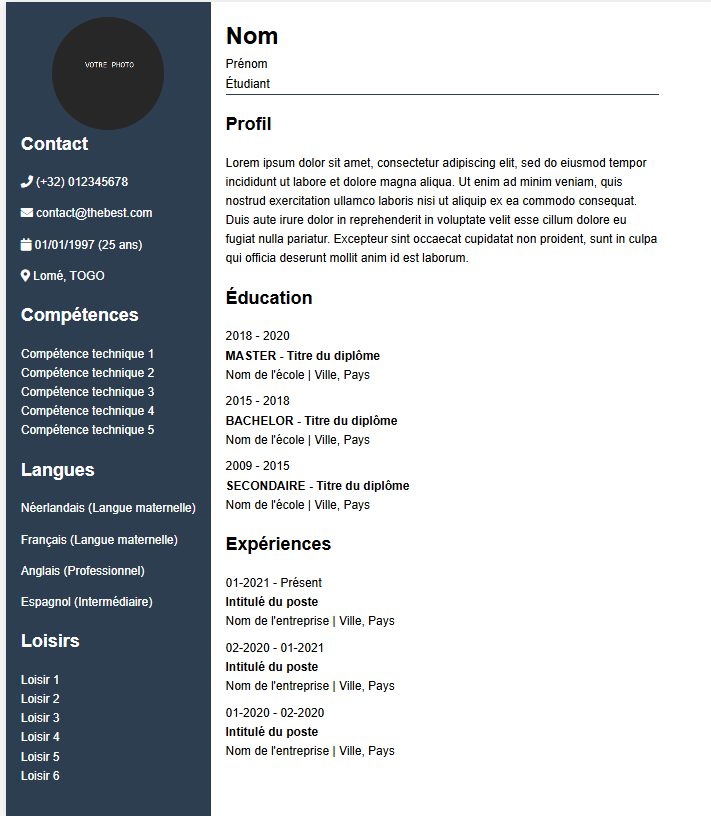 VOTRE PHOTO
Contact
(+32) 012345678
contact@thebest.com
01/01/1997 (25 ans)
Lomé, TOGO
Compétences
Compétence technique 1
Compétence technique 2
Compétence technique 3
Compétence technique 4
Compétence technique 5
Langues
Néerlandais (Langue maternelle)
Français (Langue maternelle)
Anglais (Professionnel)
Espagnol (Intermédiaire)
Loisirs
Loisir 1
Loisir 2
Loisir 3
Loisir 4
Loisir 5
Loisir 6
Nom
Prénom
Étudiant
Profil
Lorem ipsum dolor sit amet, consectetur adipiscing elit, sed do eiusmod tempor
incididunt ut labore et dolore magna aliqua. Ut enim ad minim veniam, quis
nostrud exercitation ullamco laboris nisi ut aliquip ex ea commodo consequat.
Duis aute irure dolor in reprehenderit in voluptate velit esse cillum dolore eu
fugiat nulla pariatur. Excepteur sint occaecat cupidatat non proident, sunt in culpa
qui officia deserunt mollit anim id est laborum.
Éducation
2018 - 2020
MASTER - Titre du diplôme
Nom de l'école | Ville, Pays
2015 - 2018
BACHELOR - Titre du diplôme
Nom de l'école | Ville, Pays
2009 - 2015
SECONDAIRE - Titre du diplôme
Nom de l'école | Ville, Pays
Expériences
01-2021 - Présent
Intitulé du poste
Nom de l'entreprise | Ville, Pays
02-2020 - 01-2021
Intitulé du poste
Nom de l'entreprise | Ville, Pays
01-2020 - 02-2020
Intitulé du poste
Nom de l'entreprise | Ville, Pays